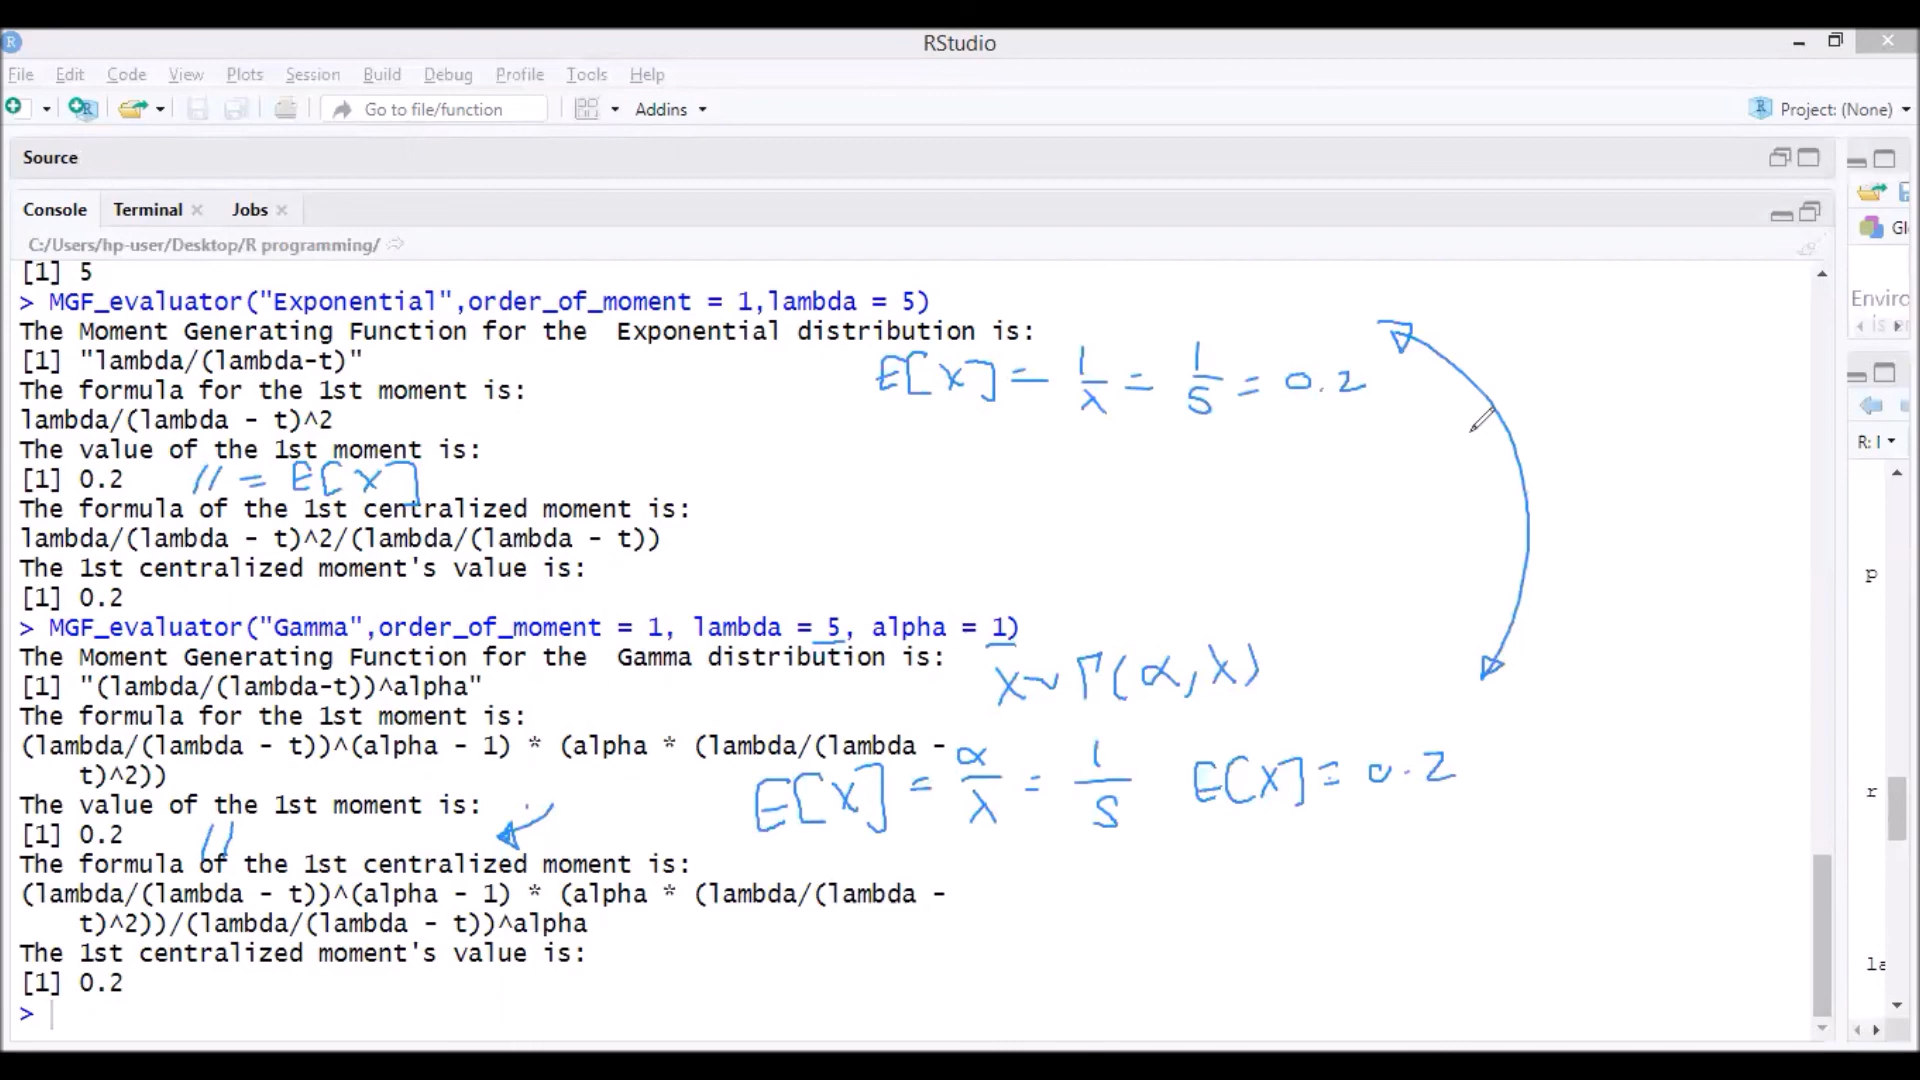 RStudio
File Edit Code View Plots Session Build Debug Profile Tools Help
Go to file/function Addins Project: (None)
Source
Console Terminal Jobs
C:/Users/hp-user/Desktop/R programming/
[1] 5
> MGF_evaluator("Exponential",order_of_moment = 1,lambda = 5)
The Moment Generating Function for the  Exponential distribution is:
[1] "lambda/(lambda-t)"
E[X] = 1/λ = 1/5 = 0.2
The formula for the 1st moment is:
lambda/(lambda - t)^2
The value of the 1st moment is:
[1] 0.2 // = E[X]
The formula of the 1st centralized moment is:
lambda/(lambda - t)^2/(lambda/(lambda - t))
The 1st centralized moment's value is:
[1] 0.2
> MGF_evaluator("Gamma",order_of_moment = 1, lambda = 5, alpha = 1)
The Moment Generating Function for the  Gamma distribution is:
X~Γ(α,λ)
[1] "(lambda/(lambda-t))^alpha"
The formula for the 1st moment is:
(lambda/(lambda - t))^(alpha - 1) * (alpha * (lambda/(lambda -
t)^2))
E[X] = α/λ = 1/5 E[X] = 0.2
The value of the 1st moment is:
[1] 0.2 //
The formula of the 1st centralized moment is:
(lambda/(lambda - t))^(alpha - 1) * (alpha * (lambda/(lambda -
t)^2))/(lambda/(lambda - t))^alpha
The 1st centralized moment's value is:
[1] 0.2
>
Gl
Enviro
is en
R:
p
r
la